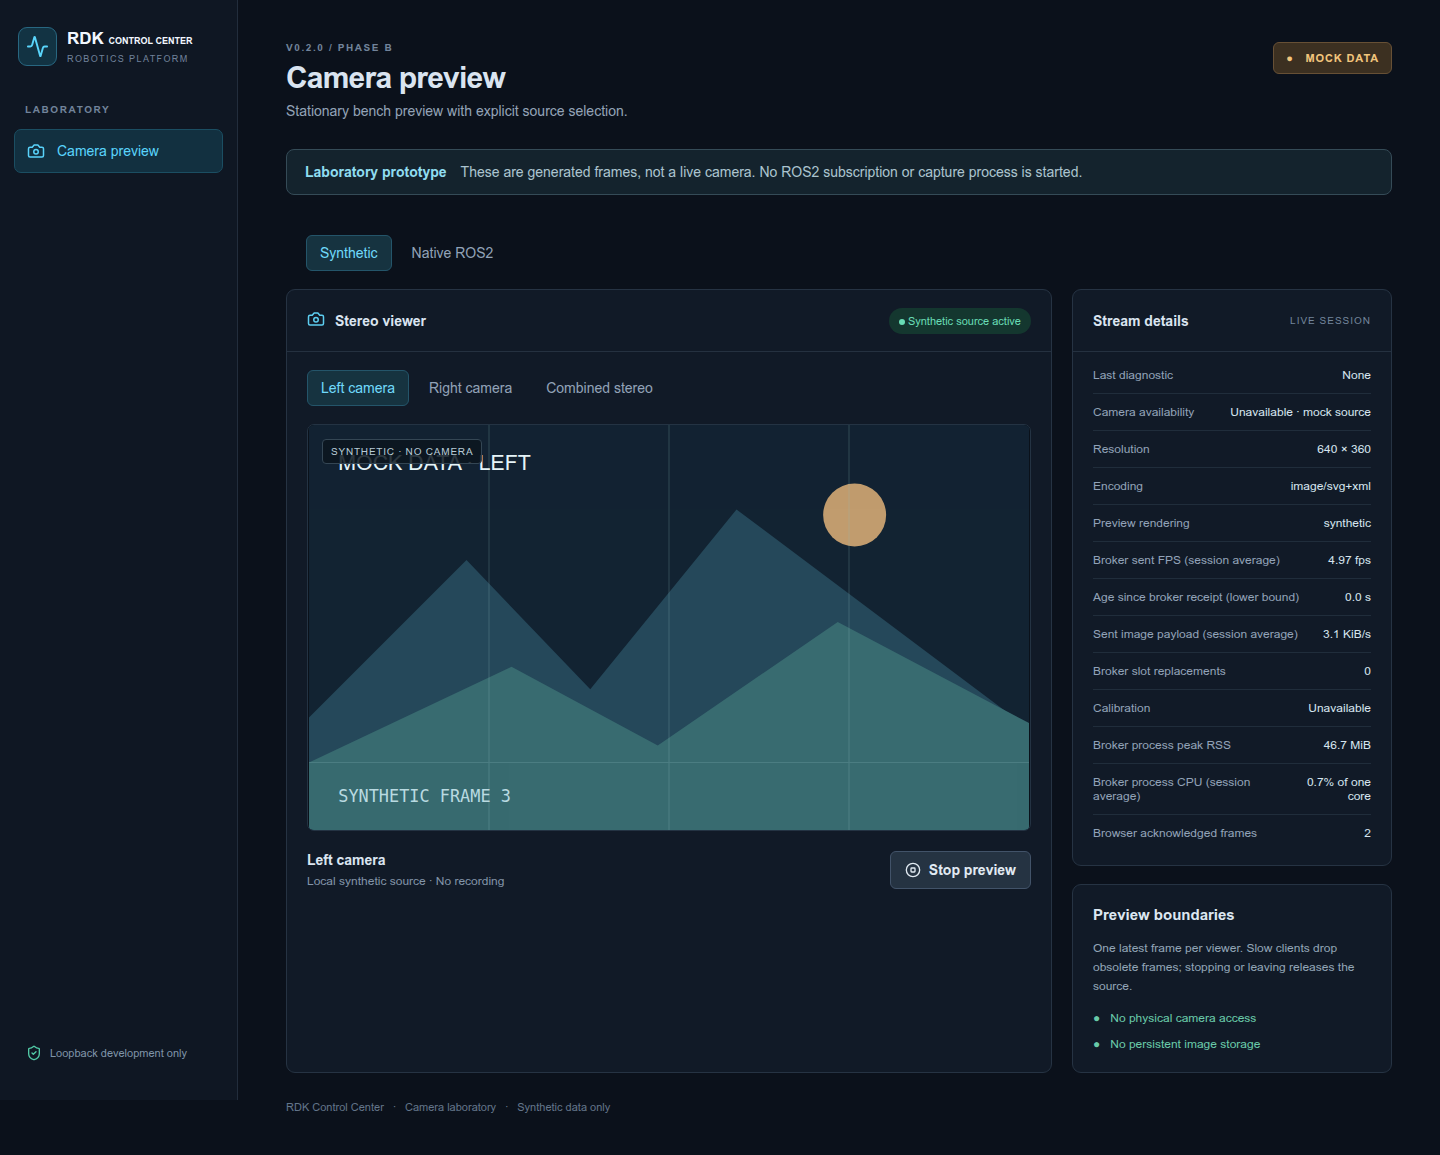 RDK CONTROL CENTER
ROBOTICS PLATFORM
LABORATORY
Camera preview
Loopback development only
V0.2.0 / PHASE B
Camera preview
Stationary bench preview with explicit source selection.
MOCK DATA
Laboratory prototype These are generated frames, not a live camera. No ROS2 subscription or capture process is started.
Synthetic Native ROS2
Stereo viewer
Synthetic source active
Left camera Right camera Combined stereo
SYNTHETIC · NO CAMERA
MOCK DATA · LEFT
SYNTHETIC FRAME 3
Left camera
Local synthetic source · No recording
Stop preview
Stream details LIVE SESSION
Last diagnostic None
Camera availability Unavailable · mock source
Resolution 640 × 360
Encoding image/svg+xml
Preview rendering synthetic
Broker sent FPS (session average) 4.97 fps
Age since broker receipt (lower bound) 0.0 s
Sent image payload (session average) 3.1 KiB/s
Broker slot replacements 0
Calibration Unavailable
Broker process peak RSS 46.7 MiB
Broker process CPU (session 0.7% of one
average) core
Browser acknowledged frames 2
Preview boundaries
One latest frame per viewer. Slow clients drop
obsolete frames; stopping or leaving releases the
source.
No physical camera access
No persistent image storage
RDK Control Center · Camera laboratory · Synthetic data only